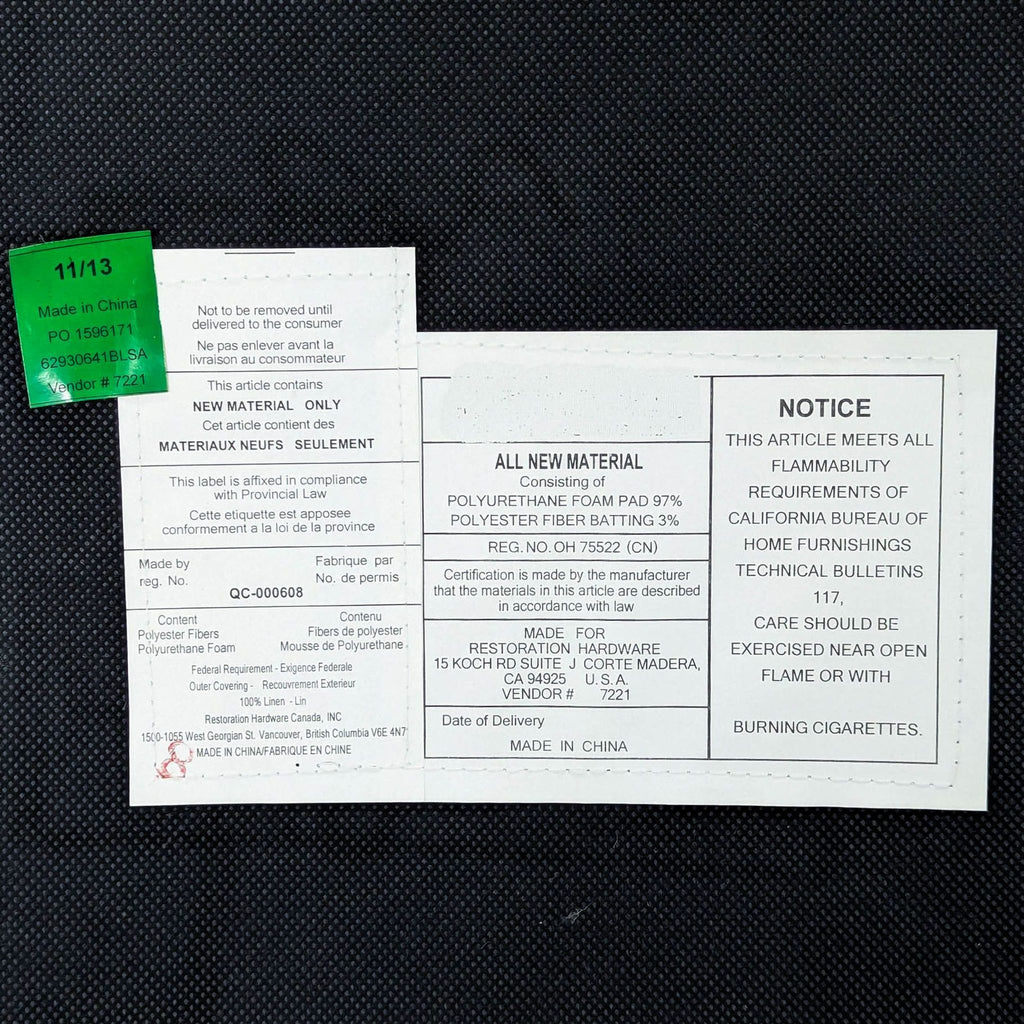 11/13
Made in China
PO 1596171
62930641BLSA
Vendor # 7221
Not to be removed until
delivered to the consumer
Ne pas enlever avant la
livraison au consommateur
This article contains
NEW MATERIAL ONLY
Cet article contient des
MATERIAUX NEUFS SEULEMENT
This label is affixed in compliance
with Provincial Law
Cette etiquette est apposee
conformement a la loi de la province
Made by Fabrique par
reg. No. No. de permis
QC-000608
Content Contenu
Polyester Fibers Fibers de polyester
Polyurethane Foam Mousse de Polyurethane
Federal Requirement - Exigence Federale
Outer Covering - Recouvrement Exterieur
100% Linen - Lin
Restoration Hardware Canada, INC
1500-1055 West Georgian St. Vancouver, British Columbia V6E 4N7
MADE IN CHINA/FABRIQUE EN CHINE
8
ALL NEW MATERIAL
Consisting of
POLYURETHANE FOAM PAD 97%
POLYESTER FIBER BATTING 3%
REG. NO. OH 75522 (CN)
Certification is made by the manufacturer
that the materials in this article are described
in accordance with law
MADE FOR
RESTORATION HARDWARE
15 KOCH RD SUITE J CORTE MADERA,
CA 94925 U.S.A.
VENDOR # 7221
Date of Delivery
MADE IN CHINA
NOTICE
THIS ARTICLE MEETS ALL
FLAMMABILITY
REQUIREMENTS OF
CALIFORNIA BUREAU OF
HOME FURNISHINGS
TECHNICAL BULLETINS
117,
CARE SHOULD BE
EXERCISED NEAR OPEN
FLAME OR WITH
BURNING CIGARETTES.